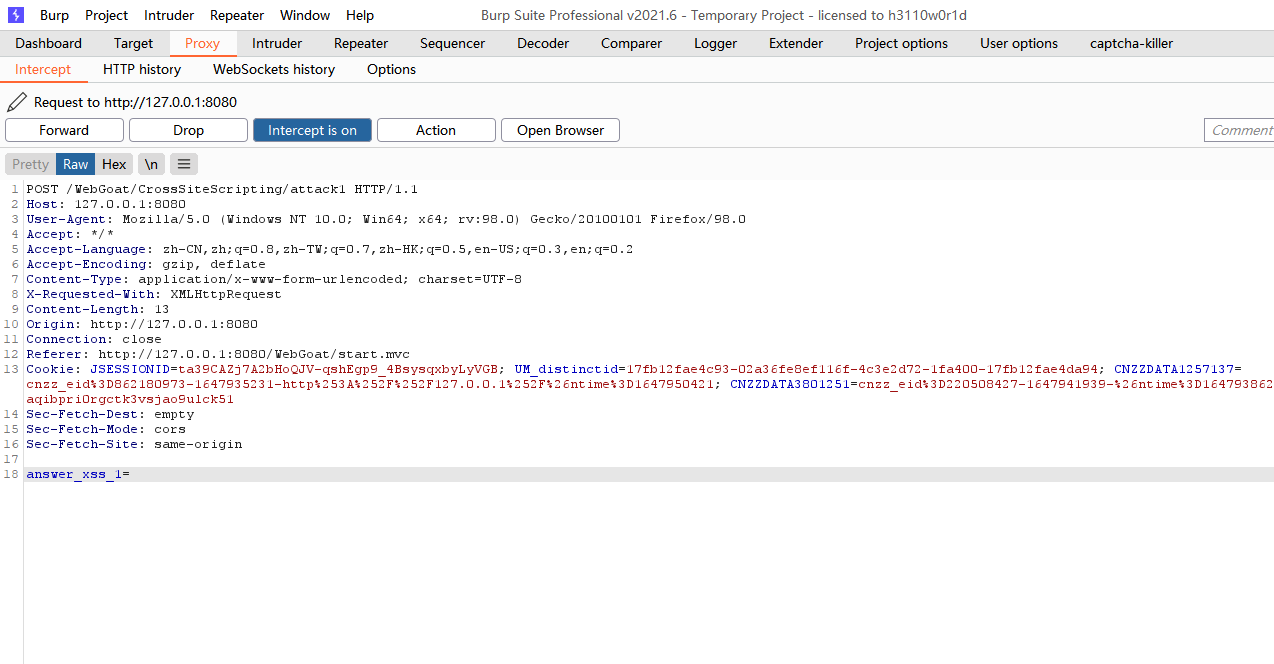 Burp Project Intruder Repeater Window Help Burp Suite Professional v2021.6 - Temporary Project - licensed to h3110w0r1d
Dashboard Target Proxy Intruder Repeater Sequencer Decoder Comparer Logger Extender Project options User options captcha-killer
Intercept HTTP history WebSockets history Options
Request to http://127.0.0.1:8080
Forward Drop Intercept is on Action Open Browser Comment
Pretty Raw Hex \n
1 POST /WebGoat/CrossSiteScripting/attack1 HTTP/1.1
2 Host: 127.0.0.1:8080
3 User-Agent: Mozilla/5.0 (Windows NT 10.0; Win64; x64; rv:98.0) Gecko/20100101 Firefox/98.0
4 Accept: */*
5 Accept-Language: zh-CN,zh;q=0.8,zh-TW;q=0.7,zh-HK;q=0.5,en-US;q=0.3,en;q=0.2
6 Accept-Encoding: gzip, deflate
7 Content-Type: application/x-www-form-urlencoded; charset=UTF-8
8 X-Requested-With: XMLHttpRequest
9 Content-Length: 13
10 Origin: http://127.0.0.1:8080
11 Connection: close
12 Referer: http://127.0.0.1:8080/WebGoat/start.mvc
13 Cookie: JSESSIONID=ta39CAZj7A2bHoQJV-qshEgp9_4BsysqxbyLyVGB; UM_distinctid=17fb12fae4c93-02a36fe8ef116f-4c3e2d72-1fa400-17fb12fae4da94; CNZZDATA1257137=
cnzz_eid%3D862180973-1647935231-http%253A%252F%252F127.0.0.1%252F%26ntime%3D1647950421; CNZZDATA3801251=cnzz_eid%3D220508427-1647941939-%26ntime%3D164793862
aqibpri0rgctk3vsjao9ulck51
14 Sec-Fetch-Dest: empty
15 Sec-Fetch-Mode: cors
16 Sec-Fetch-Site: same-origin
17
18 answer_xss_1=